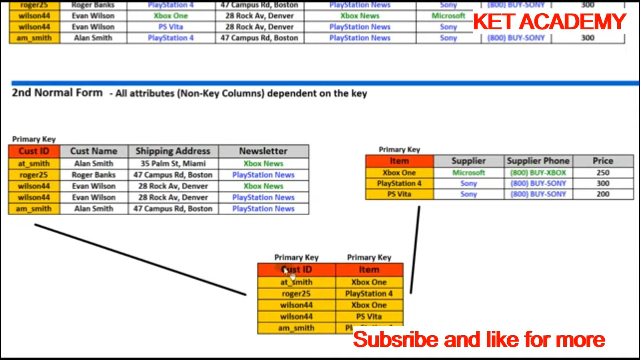 roger25 Roger Banks PlayStation 4 47 Campus Rd, Boston PlayStation News Sony (800) BUY-SONY 300
wilson44 Evan Wilson Xbox One 28 Rock Av, Denver Xbox News Microsoft
wilson44 Evan Wilson PS Vita 28 Rock Av, Denver PlayStation News Sony (800) BUY-SONY
am_smith Alan Smith PlayStation 4 47 Campus Rd, Boston PlayStation News Sony (800) BUY-SONY 300
KET ACADEMY
2nd Normal Form - All attributes (Non-Key Columns) dependent on the key
Primary Key
Cust ID Cust Name Shipping Address Newsletter
at_smith Alan Smith 35 Palm St, Miami Xbox News
roger25 Roger Banks 47 Campus Rd, Boston PlayStation News
wilson44 Evan Wilson 28 Rock Av, Denver Xbox News
wilson44 Evan Wilson 28 Rock Av, Denver PlayStation News
am_smith Alan Smith 47 Campus Rd, Boston PlayStation News
Primary Key
Item Supplier Supplier Phone Price
Xbox One Microsoft (800) BUY-XBOX 250
PlayStation 4 Sony (800) BUY-SONY 300
PS Vita Sony (800) BUY-SONY 200
Primary Key Primary Key
Cust ID Item
at_smith Xbox One
roger25 PlayStation 4
wilson44 Xbox One
wilson44 PS Vita
am_smith
Subsribe and like for more